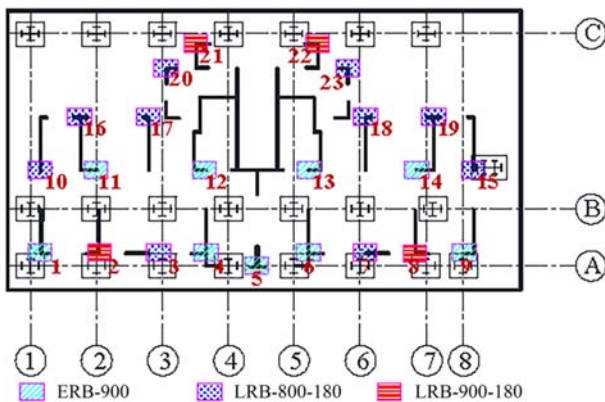 C
21 22
20 23
16 17 18 19
10 11 12 13 14 15
B
1 2 3 4 5 6 7 8 9
A
1 2 3 4 5 6 7 8
ERB-900 LRB-800-180 LRB-900-180